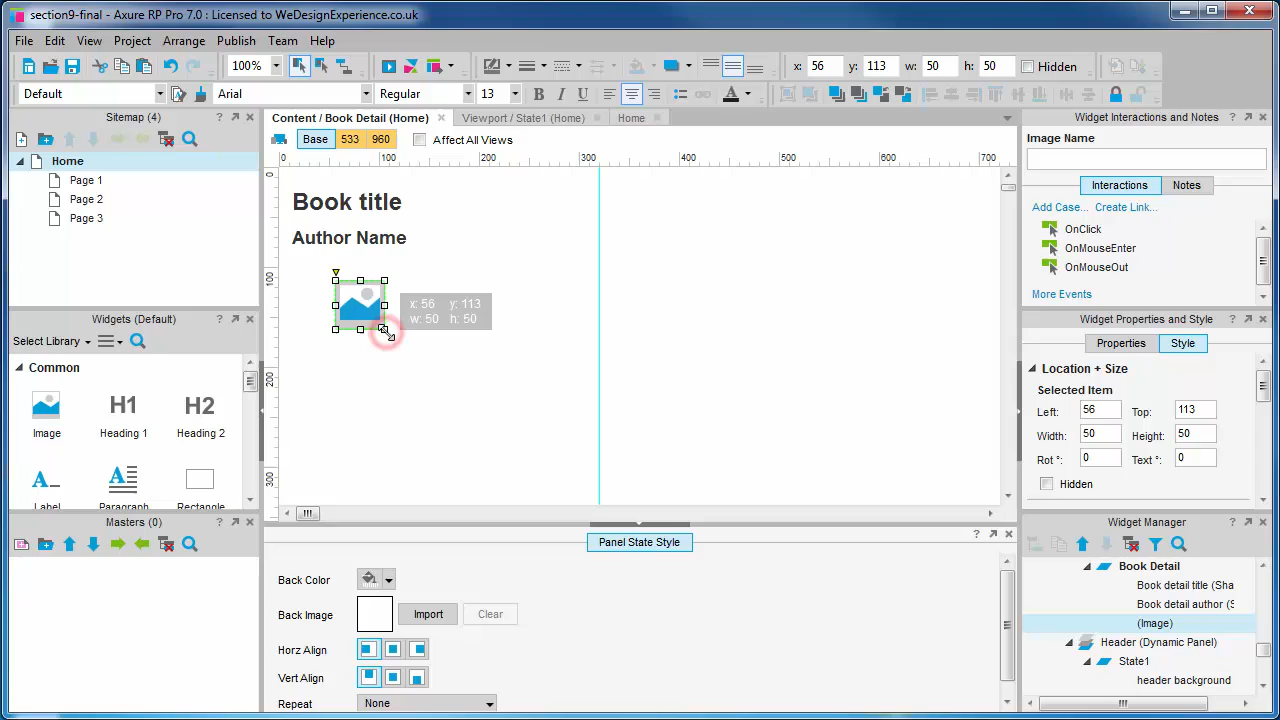 section9-final - Axure RP Pro 7.0 : Licensed to WeDesignExperience.co.uk
File Edit View Project Arrange Publish Team Help
100% x: 56 y: 113 w: 50 h: 50 Hidden
Default Arial Regular 13 B I U A
Sitemap (4)
Home
Page 1
Page 2
Page 3
Widgets (Default)
Select Library
Common
H1 H2
Image Heading 1 Heading 2
A A
Label Paragraph Rectangle
Masters (0)
Content / Book Detail (Home) Viewport / State1 (Home) Home
Base 533 960 Affect All Views
0 100 200 300 400 500 600 700
0
100
200
300
Book title
Author Name
x: 56 y: 113
w: 50 h: 50
Panel State Style
Back Color
Back Image Import Clear
Horz Align
Vert Align
Repeat None
Widget Interactions and Notes
Image Name
Interactions Notes
Add Case... Create Link...
OnClick
OnMouseEnter
OnMouseOut
More Events
Widget Properties and Style
Properties Style
Location + Size
Selected Item
Left: 56 Top: 113
Width: 50 Height: 50
Rot °: 0 Text °: 0
Hidden
Widget Manager
Book Detail
Book detail title (Sha
Book detail author (S
(Image)
Header (Dynamic Panel)
State1
header background